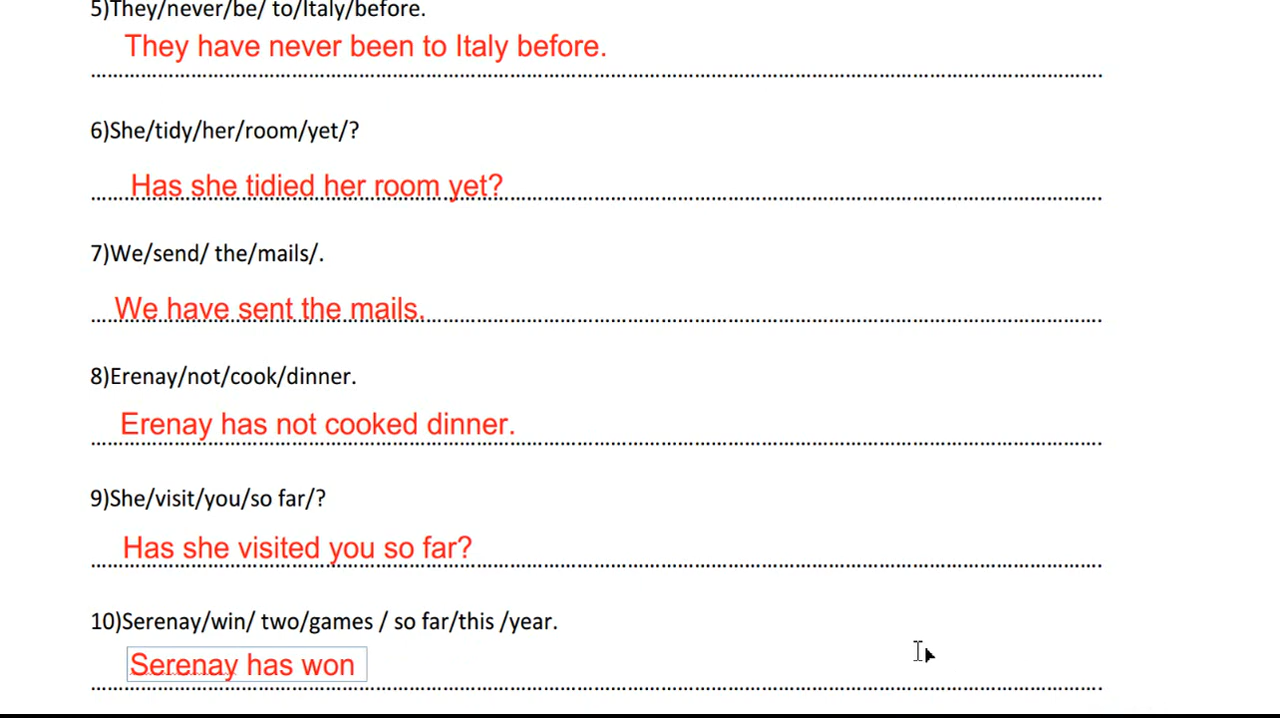 5)They/never/be/ to/Italy/before.
They have never been to Italy before.
6)She/tidy/her/room/yet/?
Has she tidied her room yet?
7)We/send/ the/mails/.
We have sent the mails.
8)Erenay/not/cook/dinner.
Erenay has not cooked dinner.
9)She/visit/you/so far/?
Has she visited you so far?
10)Serenay/win/ two/games / so far/this /year.
Serenay has won